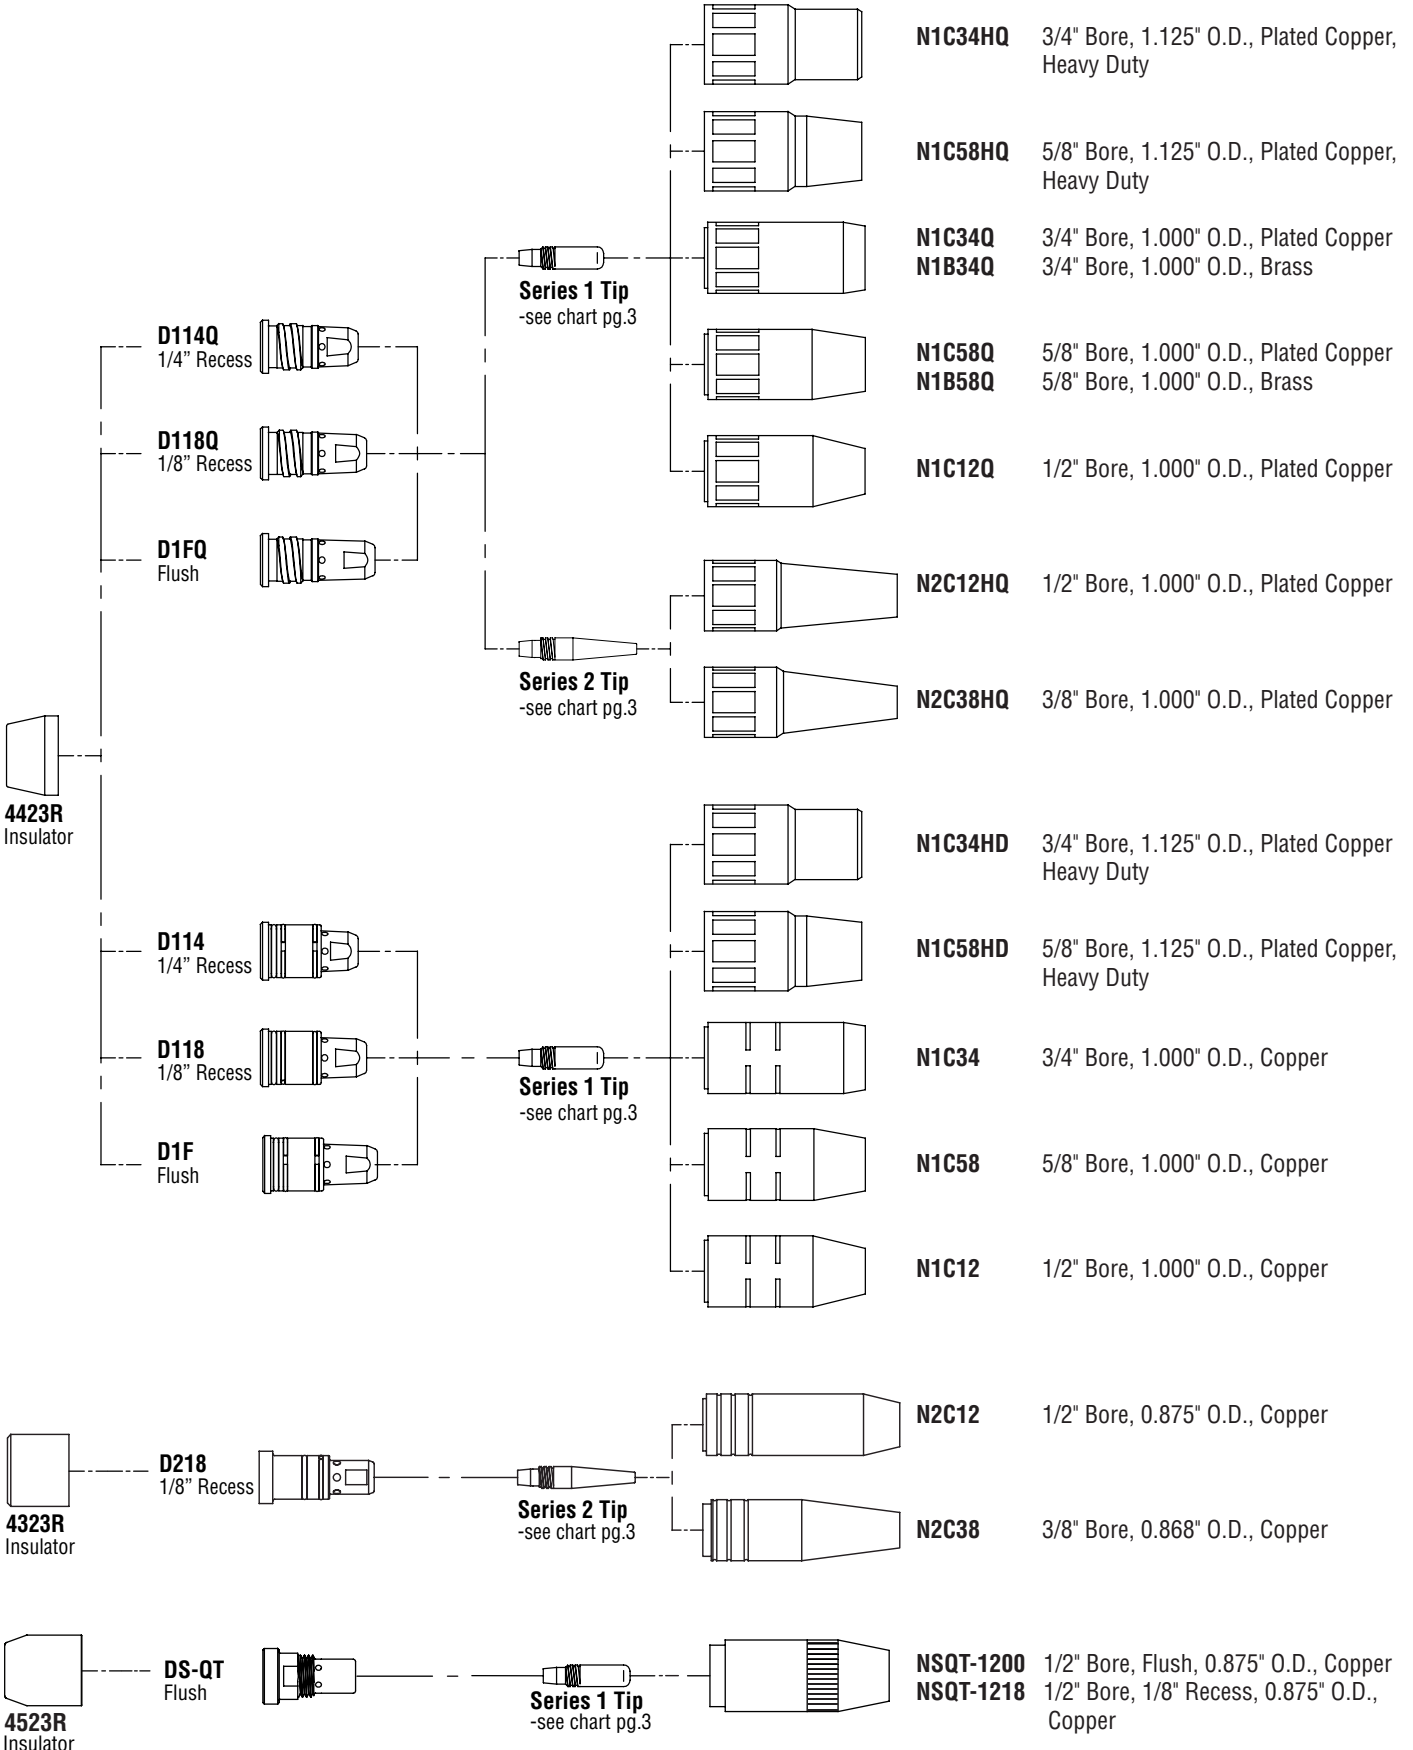 N1C34HQ 3/4" Bore, 1.125" O.D., Plated Copper,
Heavy Duty
N1C58HQ 5/8" Bore, 1.125" O.D., Plated Copper,
Heavy Duty
N1C34Q 3/4" Bore, 1.000" O.D., Plated Copper
N1B34Q 3/4" Bore, 1.000" O.D., Brass
Series 1 Tip
-see chart pg.3
D114Q
1/4” Recess
N1C58Q 5/8" Bore, 1.000" O.D., Plated Copper
N1B58Q 5/8" Bore, 1.000" O.D., Brass
D118Q
1/8” Recess
N1C12Q 1/2" Bore, 1.000" O.D., Plated Copper
D1FQ
Flush
N2C12HQ 1/2" Bore, 1.000" O.D., Plated Copper
Series 2 Tip
-see chart pg.3
N2C38HQ 3/8" Bore, 1.000" O.D., Plated Copper
4423R
Insulator
N1C34HD 3/4" Bore, 1.125" O.D., Plated Copper
Heavy Duty
D114
1/4” Recess
N1C58HD 5/8" Bore, 1.125" O.D., Plated Copper,
Heavy Duty
D118
1/8” Recess
Series 1 Tip
-see chart pg.3
N1C34 3/4" Bore, 1.000" O.D., Copper
D1F
Flush
N1C58 5/8" Bore, 1.000" O.D., Copper
N1C12 1/2" Bore, 1.000" O.D., Copper
N2C12 1/2" Bore, 0.875" O.D., Copper
D218
1/8” Recess
4323R
Insulator
Series 2 Tip
-see chart pg.3
N2C38 3/8" Bore, 0.868" O.D., Copper
DS-QT
Flush
4523R
Insulator
Series 1 Tip
-see chart pg.3
NSQT-1200 1/2" Bore, Flush, 0.875" O.D., Copper
NSQT-1218 1/2" Bore, 1/8" Recess, 0.875" O.D.,
Copper